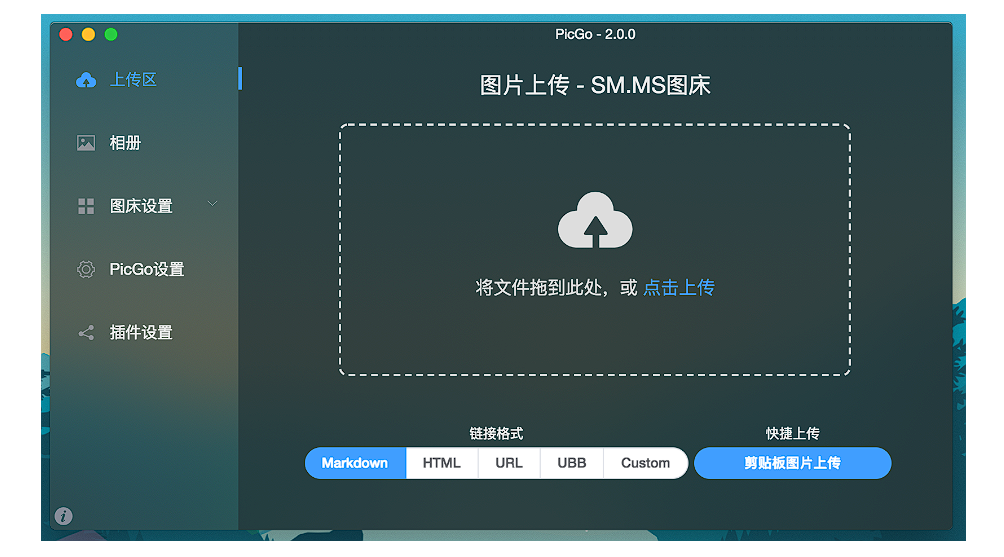 PicGo - 2.0.0
上传区
相册
图床设置
PicGo设置
插件设置
图片上传 - SM.MS图床
将文件拖到此处，或 点击上传
链接格式
Markdown HTML URL UBB Custom
快捷上传
剪贴板图片上传
i